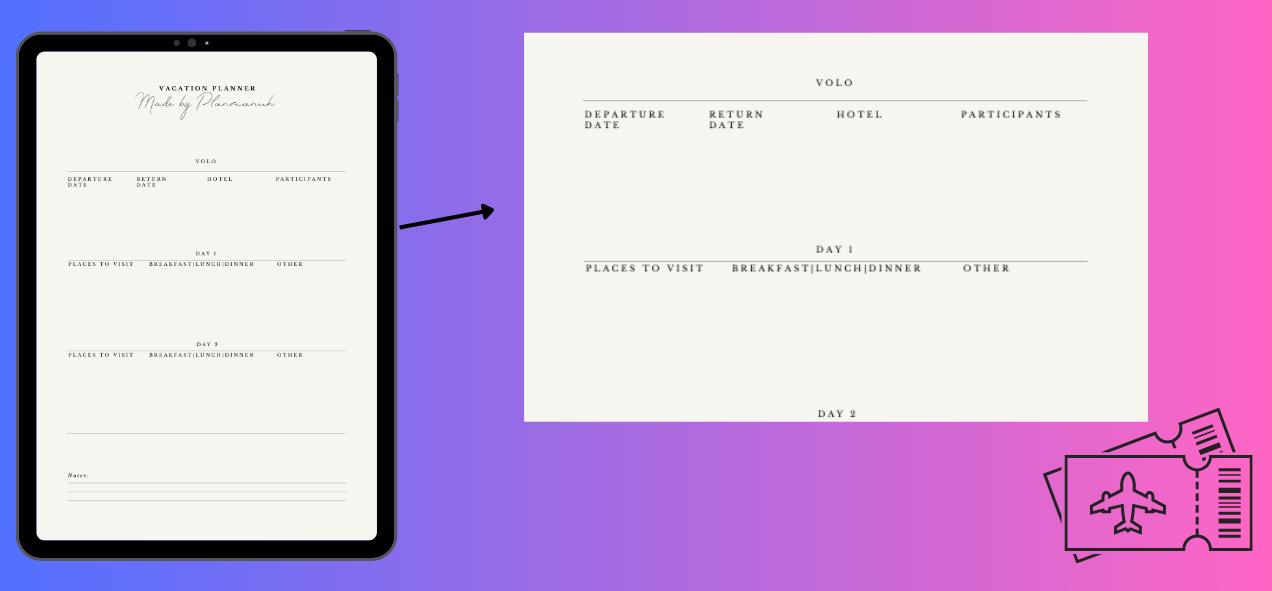 VACATION PLANNER
Made by Planmanuh
VOLO
DEPARTURE DATE
RETURN DATE
HOTEL
PARTICIPANTS
DAY 1
PLACES TO VISIT
BREAKFAST|LUNCH|DINNER
OTHER
DAY 2
PLACES TO VISIT
BREAKFAST|LUNCH|DINNER
OTHER
Notes:
VOLO
DEPARTURE DATE
RETURN DATE
HOTEL
PARTICIPANTS
DAY 1
PLACES TO VISIT
BREAKFAST|LUNCH|DINNER
OTHER
DAY 2